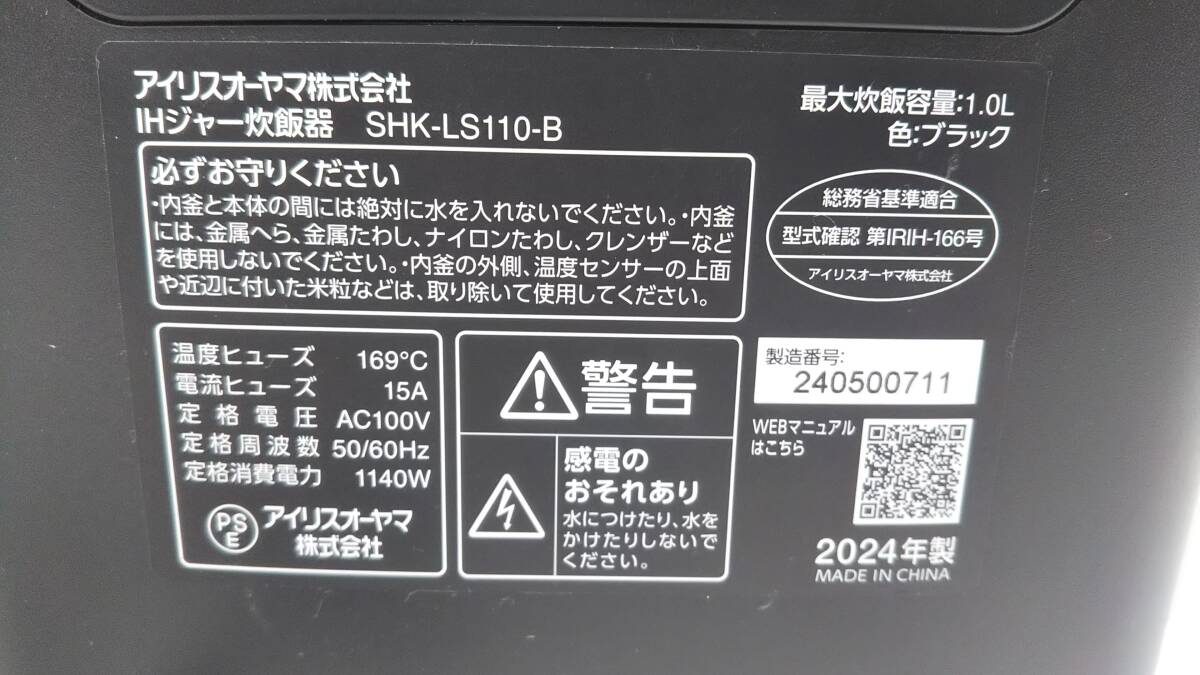 アイリスオーヤマ株式会社
IHジャー炊飯器 SHK-LS110-B
最大炊飯容量:1.0L
色:ブラック
必ずお守りください
・内釜と本体の間には絶対に水を入れないでください。・内釜
には、金属へら、金属たわし、ナイロンたわし、クレンザーなど
を使用しないでください。・内釜の外側、温度センサーの上面
や近辺に付いた米粒などは、取り除いて使用してください。
総務省基準適合
型式確認 第IRIH-166号
アイリスオーヤマ株式会社
温度ヒューズ 169°C
電流ヒューズ 15A
定格電圧 AC100V
定格周波数 50/60Hz
定格消費電力 1140W
PSE アイリスオーヤマ
株式会社
警告
感電の
おそれあり
水につけたり、水を
かけたりしないで
ください。
製造番号:
240500711
WEBマニュアル
はこちら
2024年製
MADE IN CHINA